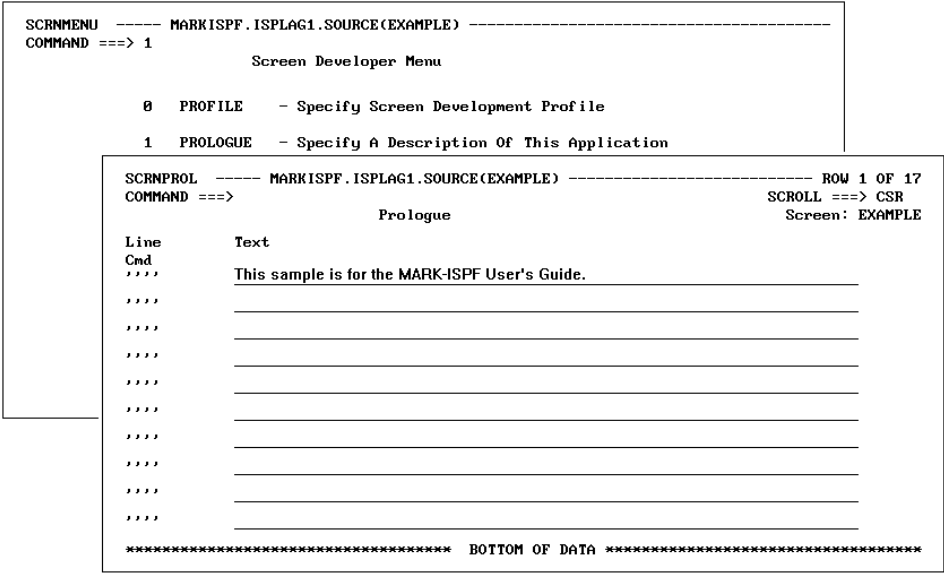 SCRNMENU ----- MARKISPF.ISPLAG1.SOURCE(EXAMPLE) ----------------------------------------
COMMAND ===> 1
Screen Developer Menu
0 PROFILE - Specify Screen Development Profile
1 PROLOGUE - Specify A Description Of This Application
SCRNPROL ----- MARKISPF.ISPLAG1.SOURCE(EXAMPLE) --------------------------- ROW 1 OF 17
COMMAND ===> SCROLL ===> CSR
Prologue Screen: EXAMPLE
Line Text
Cmd
,,,, This sample is for the MARK-ISPF User's Guide.
,,,,
,,,,
,,,,
,,,,
,,,,
,,,,
,,,,
,,,,
,,,,
************************************ BOTTOM OF DATA ***********************************